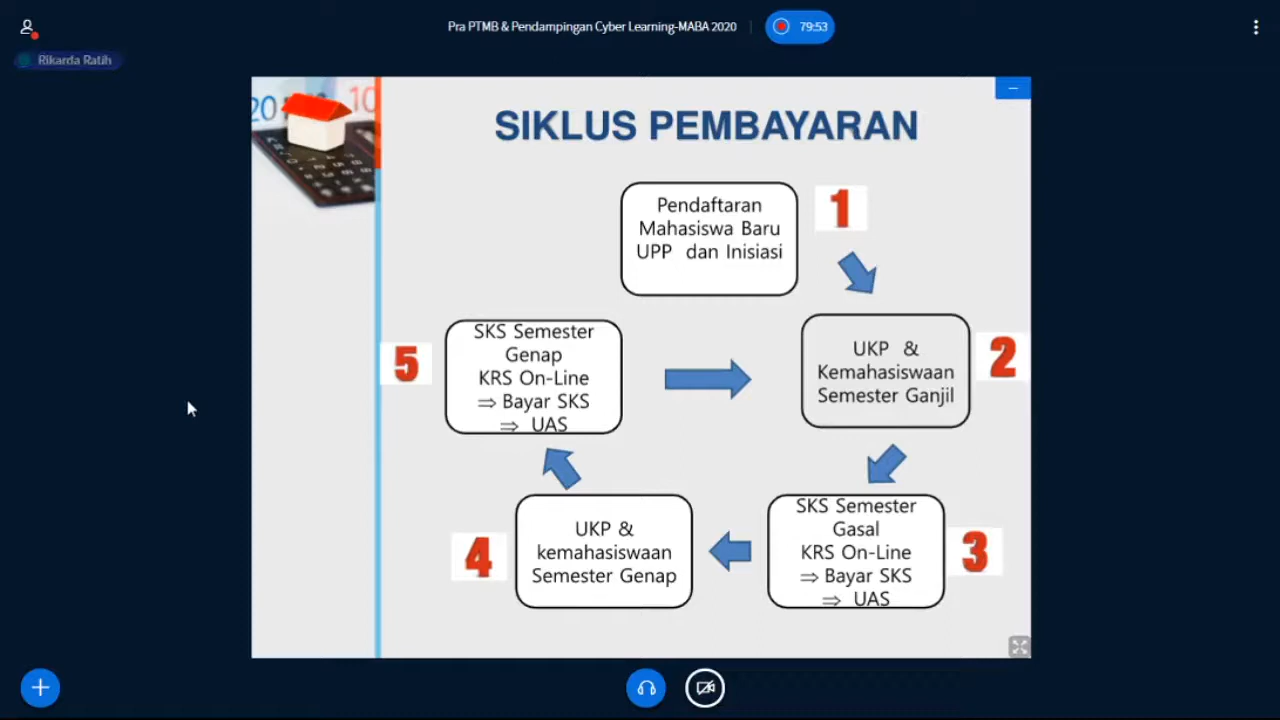 Pra PTMB & Pendampingan Cyber Learning-MABA 2020
79:53
Rikarda Ratih
20
10
SIKLUS PEMBAYARAN
Pendaftaran
Mahasiswa Baru
UPP dan Inisiasi
1
UKP &
Kemahasiswaan
Semester Ganjil
2
SKS Semester
Gasal
KRS On-Line
⇒ Bayar SKS
⇒ UAS
3
UKP &
kemahasiswaan
Semester Genap
4
SKS Semester
Genap
KRS On-Line
⇒ Bayar SKS
⇒ UAS
5